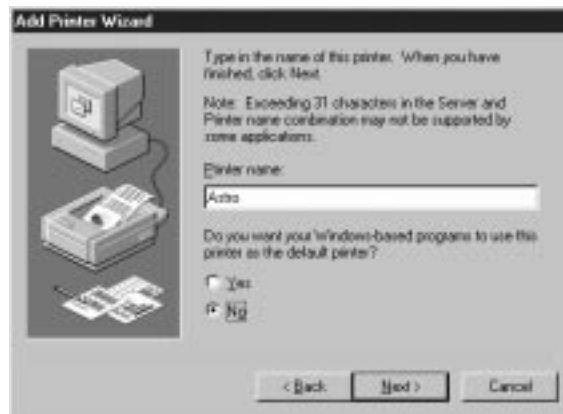 Add Printer Wizard
Type in the name of this printer. When you have
finished, click Next.
Note: Exceeding 31 characters in the Server and
Printer name combination may not be supported by
some applications.
Printer name:
Astro
Do you want your Windows-based programs to use this
printer as the default printer?
Yes
No
< Back
Next >
Cancel